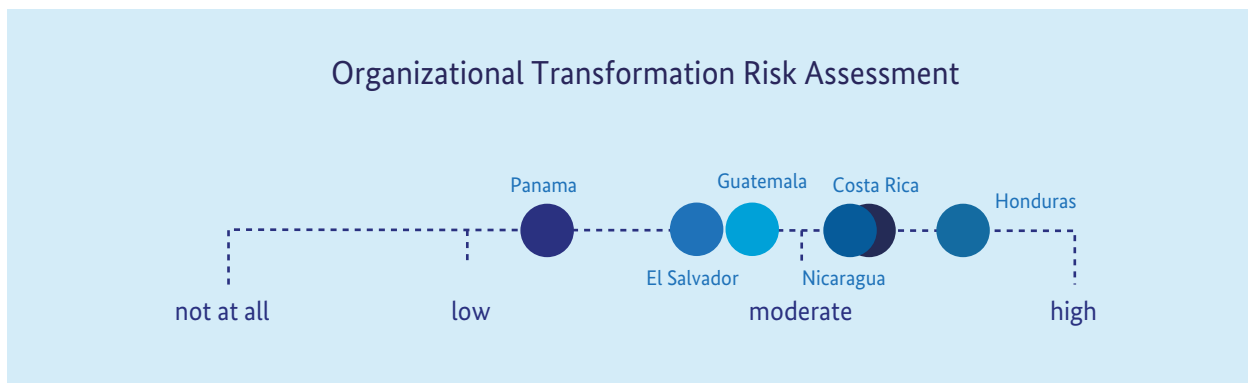 Organizational Transformation Risk Assessment
Panama
Guatemala
Costa Rica
Honduras
El Salvador
Nicaragua
not at all
low
moderate
high